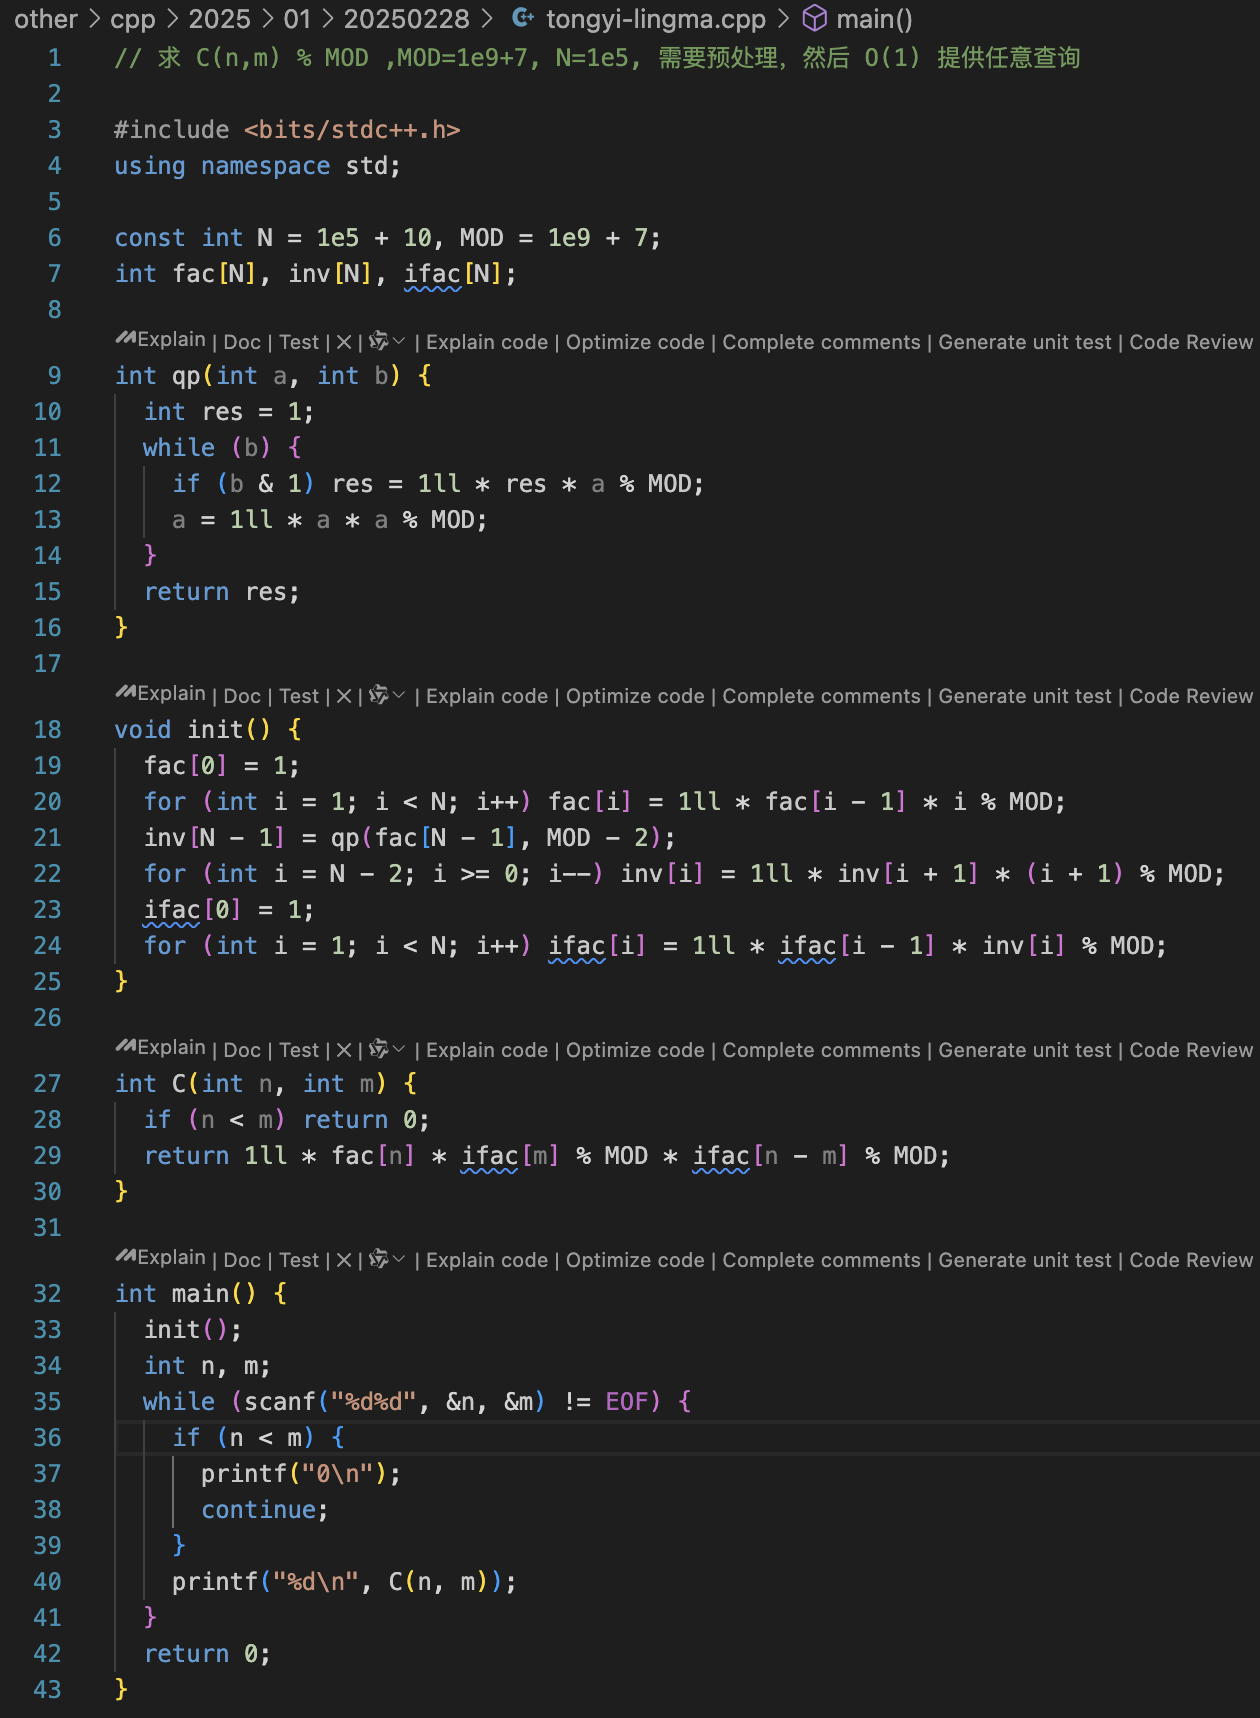 other > cpp > 2025 > 01 > 20250228 > tongyi-lingma.cpp > main()
1 // 求 C(n,m) % MOD ,MOD=1e9+7, N=1e5, 需要预处理，然后 O(1) 提供任意查询
2
3 #include <bits/stdc++.h>
4 using namespace std;
5
6 const int N = 1e5 + 10, MOD = 1e9 + 7;
7 int fac[N], inv[N], ifac[N];
8
Explain | Doc | Test | X | | Explain code | Optimize code | Complete comments | Generate unit test | Code Review
9 int qp(int a, int b) {
10 int res = 1;
11 while (b) {
12 if (b & 1) res = 1ll * res * a % MOD;
13 a = 1ll * a * a % MOD;
14 }
15 return res;
16 }
17
Explain | Doc | Test | X | | Explain code | Optimize code | Complete comments | Generate unit test | Code Review
18 void init() {
19 fac[0] = 1;
20 for (int i = 1; i < N; i++) fac[i] = 1ll * fac[i - 1] * i % MOD;
21 inv[N - 1] = qp(fac[N - 1], MOD - 2);
22 for (int i = N - 2; i >= 0; i--) inv[i] = 1ll * inv[i + 1] * (i + 1) % MOD;
23 ifac[0] = 1;
24 for (int i = 1; i < N; i++) ifac[i] = 1ll * ifac[i - 1] * inv[i] % MOD;
25 }
26
Explain | Doc | Test | X | | Explain code | Optimize code | Complete comments | Generate unit test | Code Review
27 int C(int n, int m) {
28 if (n < m) return 0;
29 return 1ll * fac[n] * ifac[m] % MOD * ifac[n - m] % MOD;
30 }
31
Explain | Doc | Test | X | | Explain code | Optimize code | Complete comments | Generate unit test | Code Review
32 int main() {
33 init();
34 int n, m;
35 while (scanf("%d%d", &n, &m) != EOF) {
36 if (n < m) {
37 printf("0\n");
38 continue;
39 }
40 printf("%d\n", C(n, m));
41 }
42 return 0;
43 }